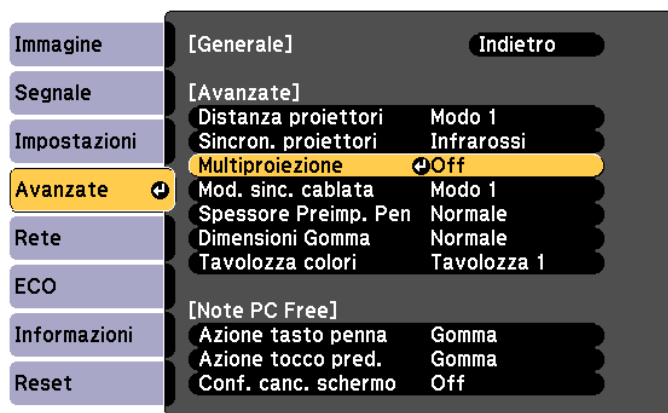 Immagine
Segnale
Impostazioni
Avanzate
Rete
ECO
Informazioni
Reset
[Generale] Indietro
[Avanzate]
Distanza proiettori Modo 1
Sincron. proiettori Infrarossi
Multiproiezione Off
Mod. sinc. cablata Modo 1
Spessore Preimp. Pen Normale
Dimensioni Gomma Normale
Tavolozza colori Tavolozza 1
[Note PC Free]
Azione tasto penna Gomma
Azione tocco pred. Gomma
Conf. canc. schermo Off